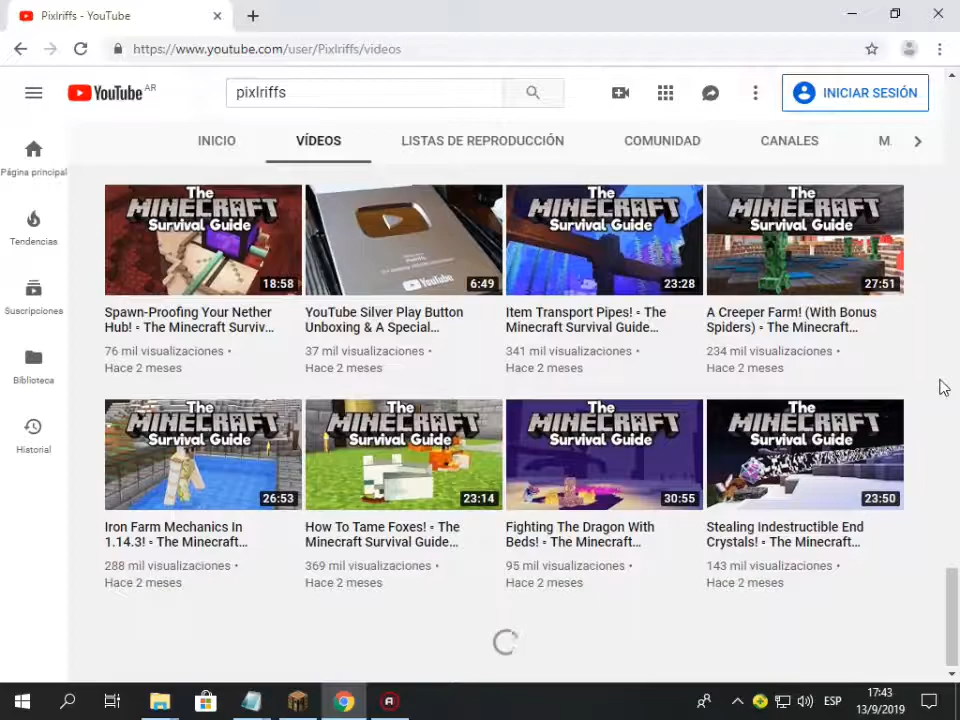 Pixlriffs - YouTube
https://www.youtube.com/user/Pixlriffs/videos
YouTube AR
pixlriffs
INICIAR SESIÓN
INICIO
VÍDEOS
LISTAS DE REPRODUCCIÓN
COMUNIDAD
CANALES
M.
Página principal
Tendencias
Suscripciones
Biblioteca
Historial
The
MINECRAFT
Survival Guide
18:58
YouTube
6:49
The
MINECRAFT
Survival Guide
23:28
The
MINECRAFT
Survival Guide
27:51
Spawn-Proofing Your Nether
Hub! ▫ The Minecraft Surviv...
76 mil visualizaciones •
Hace 2 meses
YouTube Silver Play Button
Unboxing & A Special...
37 mil visualizaciones •
Hace 2 meses
Item Transport Pipes! ▫ The
Minecraft Survival Guide...
341 mil visualizaciones •
Hace 2 meses
A Creeper Farm! (With Bonus
Spiders) ▫ The Minecraft...
234 mil visualizaciones •
Hace 2 meses
The
MINECRAFT
Survival Guide
26:53
The
MINECRAFT
Survival Guide
23:14
The
MINECRAFT
Survival Guide
30:55
The
MINECRAFT
Survival Guide
23:50
Iron Farm Mechanics In
1.14.3! ▫ The Minecraft...
288 mil visualizaciones •
Hace 2 meses
How To Tame Foxes! ▫ The
Minecraft Survival Guide...
369 mil visualizaciones •
Hace 2 meses
Fighting The Dragon With
Beds! ▫ The Minecraft...
95 mil visualizaciones •
Hace 2 meses
Stealing Indestructible End
Crystals! ▫ The Minecraft...
143 mil visualizaciones •
Hace 2 meses
ESP
17:43
13/9/2019